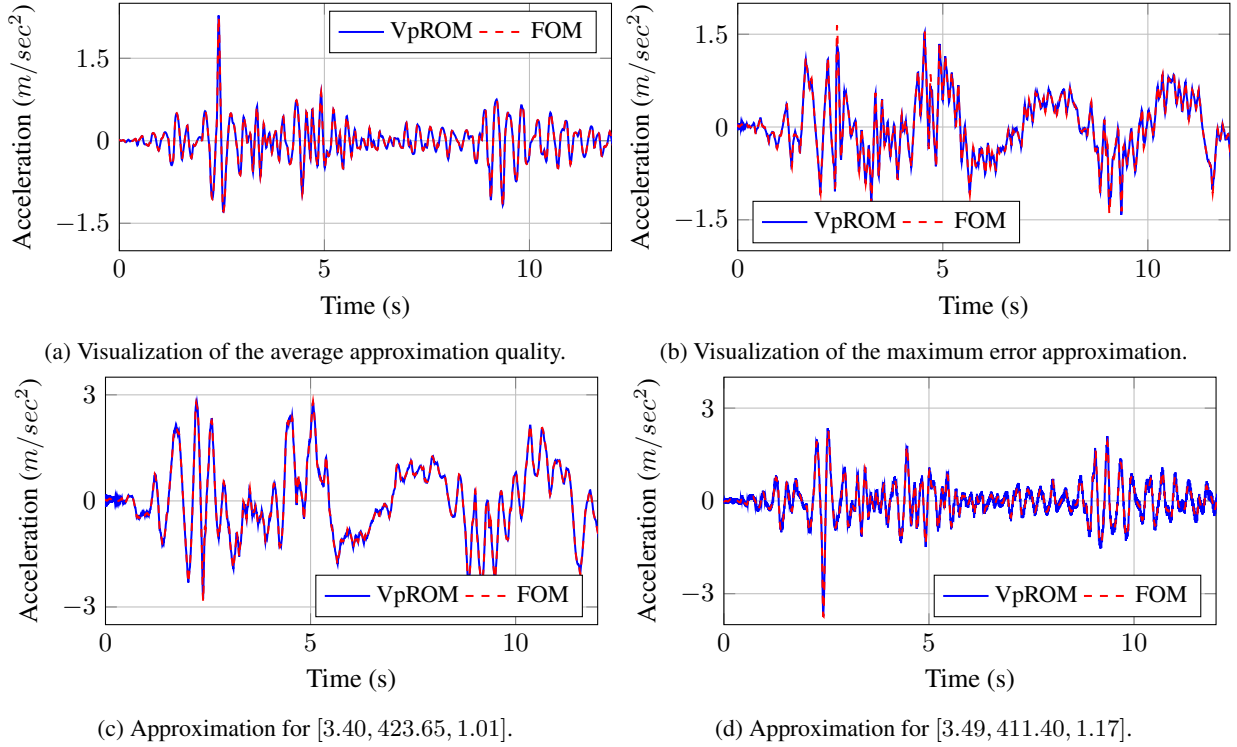 VpROM FOM
1.5
0
−1.5
Acceleration (m/sec²)
0 5 10
Time (s)
(a) Visualization of the average approximation quality.
1.5
0
−1.5
Acceleration (m/sec²)
VpROM FOM
0 5 10
Time (s)
(b) Visualization of the maximum error approximation.
3
0
−3
Acceleration (m/sec²)
VpROM FOM
0 5 10
Time (s)
(c) Approximation for [3.40, 423.65, 1.01].
3
0
−3
Acceleration (m/sec²)
VpROM FOM
0 5 10
Time (s)
(d) Approximation for [3.49, 411.40, 1.17].